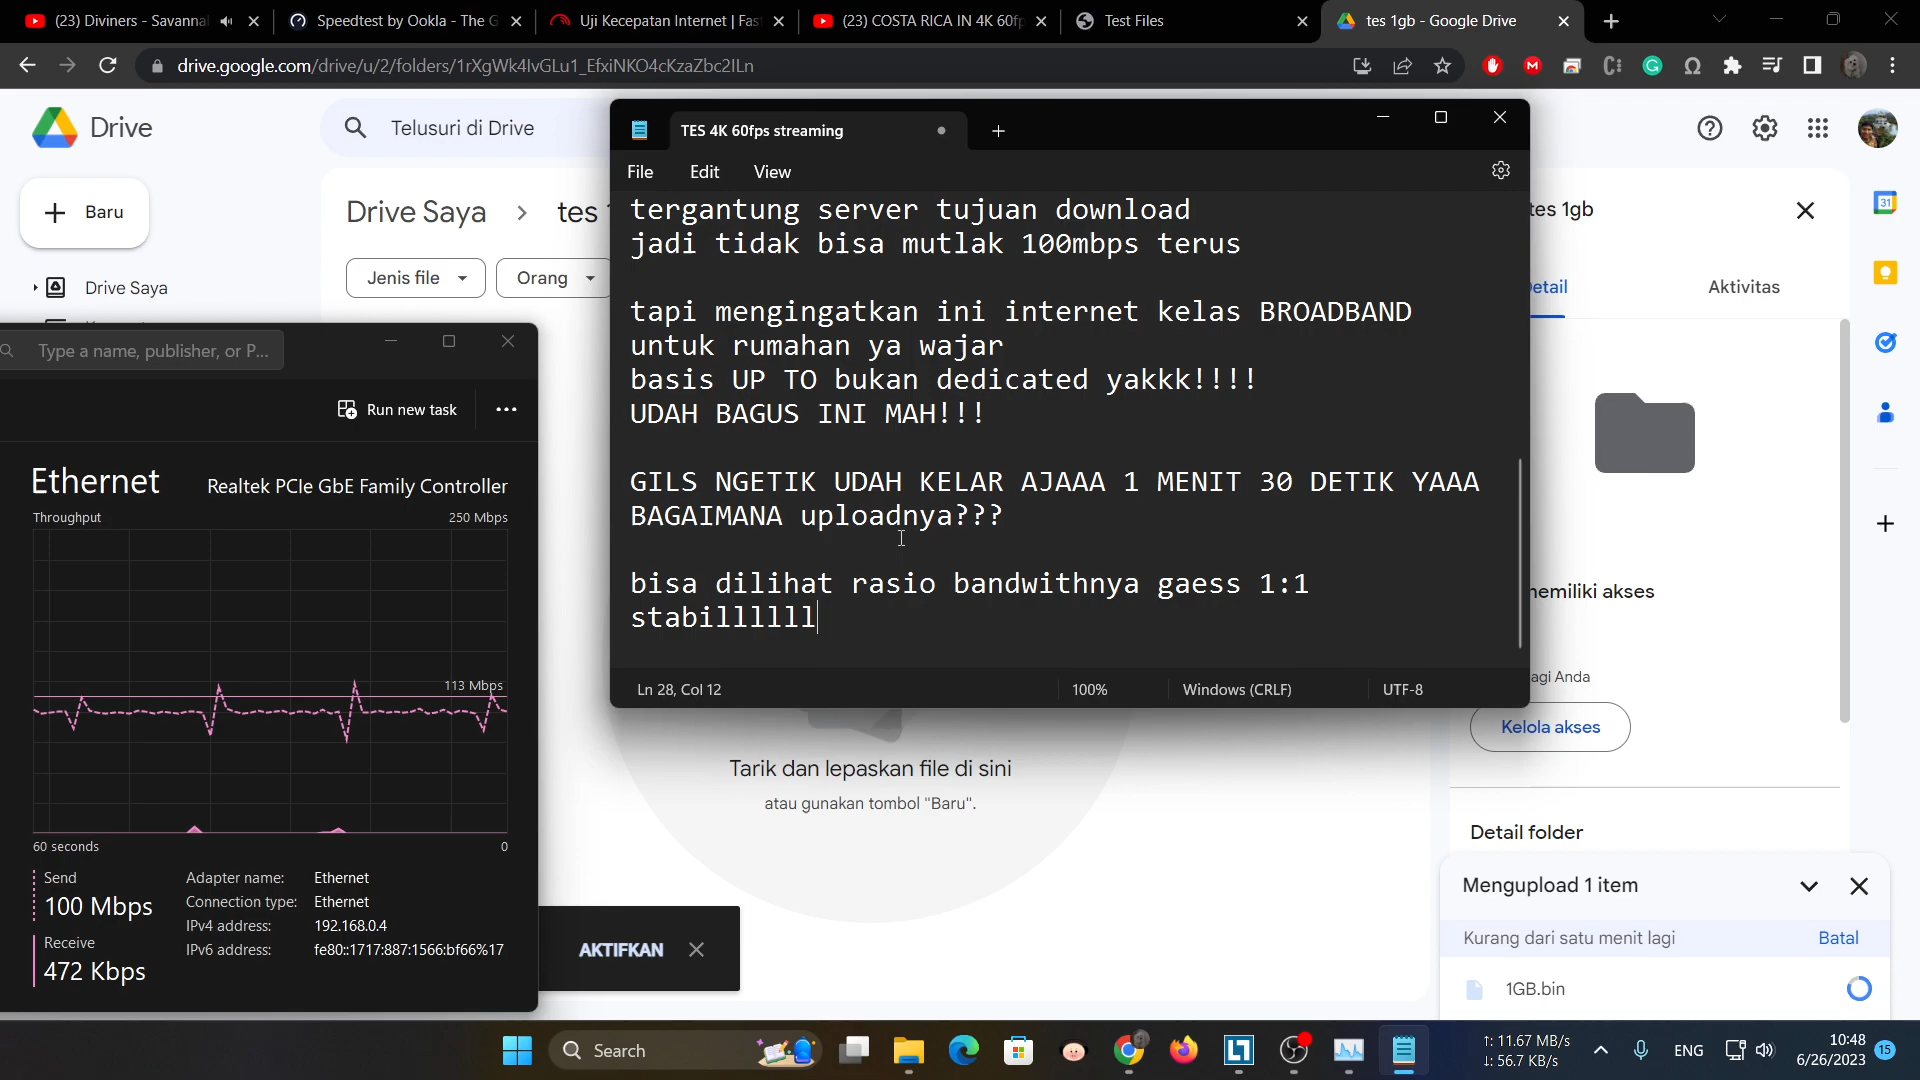 (23) Diviners - Savanna
Speedtest by Ookla - The G
Uji Kecepatan Internet | Fas
(23) COSTA RICA IN 4K 60fp
Test Files
tes 1gb - Google Drive
drive.google.com/drive/u/2/folders/1rXgWk4IvGLu1_EfxiNKO4cKzaZbc2ILn
Drive
Telusuri di Drive
Baru
Drive Saya
Drive Saya > tes
Jenis file
Orang
TES 4K 60fps streaming
File Edit View
tergantung server tujuan download
jadi tidak bisa mutlak 100mbps terus
tapi mengingatkan ini internet kelas BROADBAND
untuk rumahan ya wajar
basis UP TO bukan dedicated yakkk!!!!
UDAH BAGUS INI MAH!!!
GILS NGETIK UDAH KELAR AJAAA 1 MENIT 30 DETIK YAAA
BAGAIMANA uploadnya???
bisa dilihat rasio bandwithnya gaess 1:1
stabillllll
Ln 28, Col 12
100%
Windows (CRLF)
UTF-8
Type a name, publisher, or P...
Run new task
Ethernet
Realtek PCIe GbE Family Controller
Throughput
250 Mbps
113 Mbps
60 seconds
0
Send
100 Mbps
Receive
472 Kbps
Adapter name: Ethernet
Connection type: Ethernet
IPv4 address: 192.168.0.4
IPv6 address: fe80::1717:887:1566:bf66%17
Tarik dan lepaskan file di sini
atau gunakan tombol "Baru".
AKTIFKAN
tes 1gb
etail
Aktivitas
31
memiliki akses
agi Anda
Kelola akses
Detail folder
Mengupload 1 item
Kurang dari satu menit lagi
Batal
1GB.bin
Search
↑: 11.67 MB/s
↓: 56.7 KB/s
ENG
10:48
6/26/2023
15